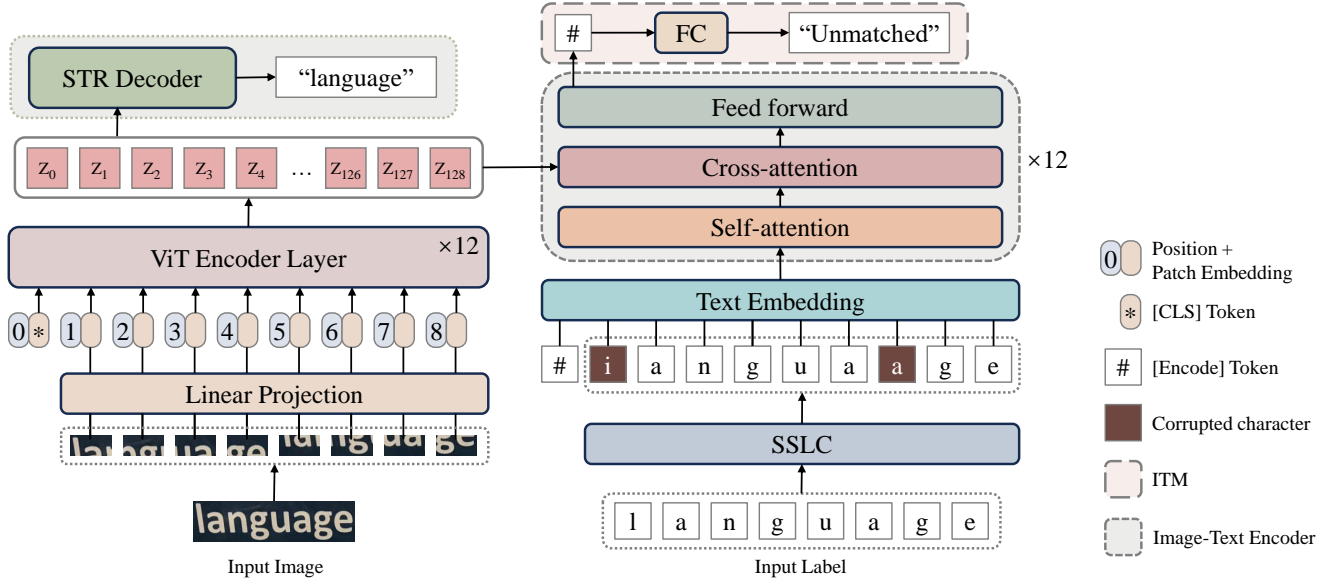 STR Decoder
“language”
Z0 Z1 Z2 Z3 Z4 … Z126 Z127 Z128
ViT Encoder Layer
×12
0 * 1 2 3 4 5 6 7 8
Linear Projection
language
Input Image
# FC “Unmatched”
Feed forward
Cross-attention
Self-attention
×12
Text Embedding
# i a n g u a a g e
SSLC
l a n g u a g e
Input Label
0 Position +
Patch Embedding
* [CLS] Token
# [Encode] Token
Corrupted character
ITM
Image-Text Encoder